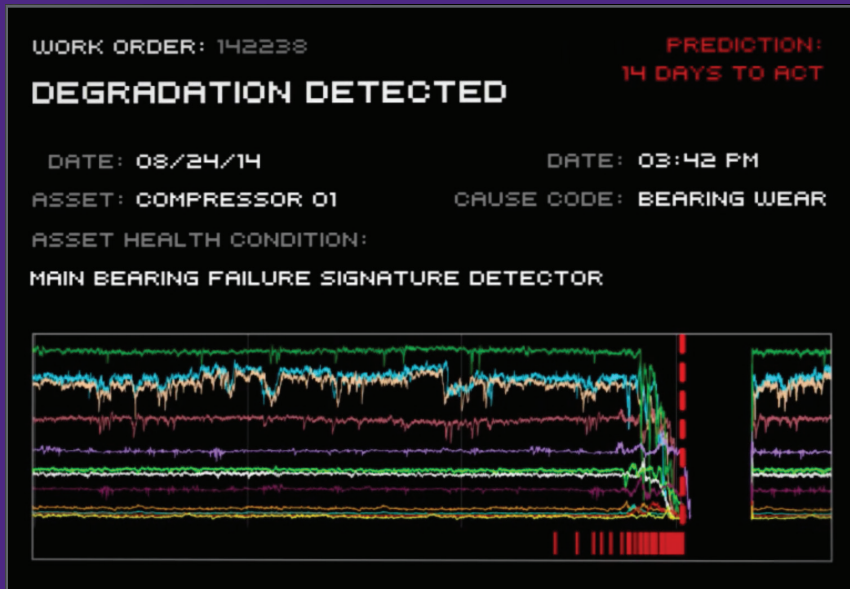 WORK ORDER: 142238
PREDICTION:
14 DAYS TO ACT
DEGRADATION DETECTED
DATE: 08/24/14
DATE: 03:42 PM
ASSET: COMPRESSOR 01
CAUSE CODE: BEARING WEAR
ASSET HEALTH CONDITION:
MAIN BEARING FAILURE SIGNATURE DETECTOR